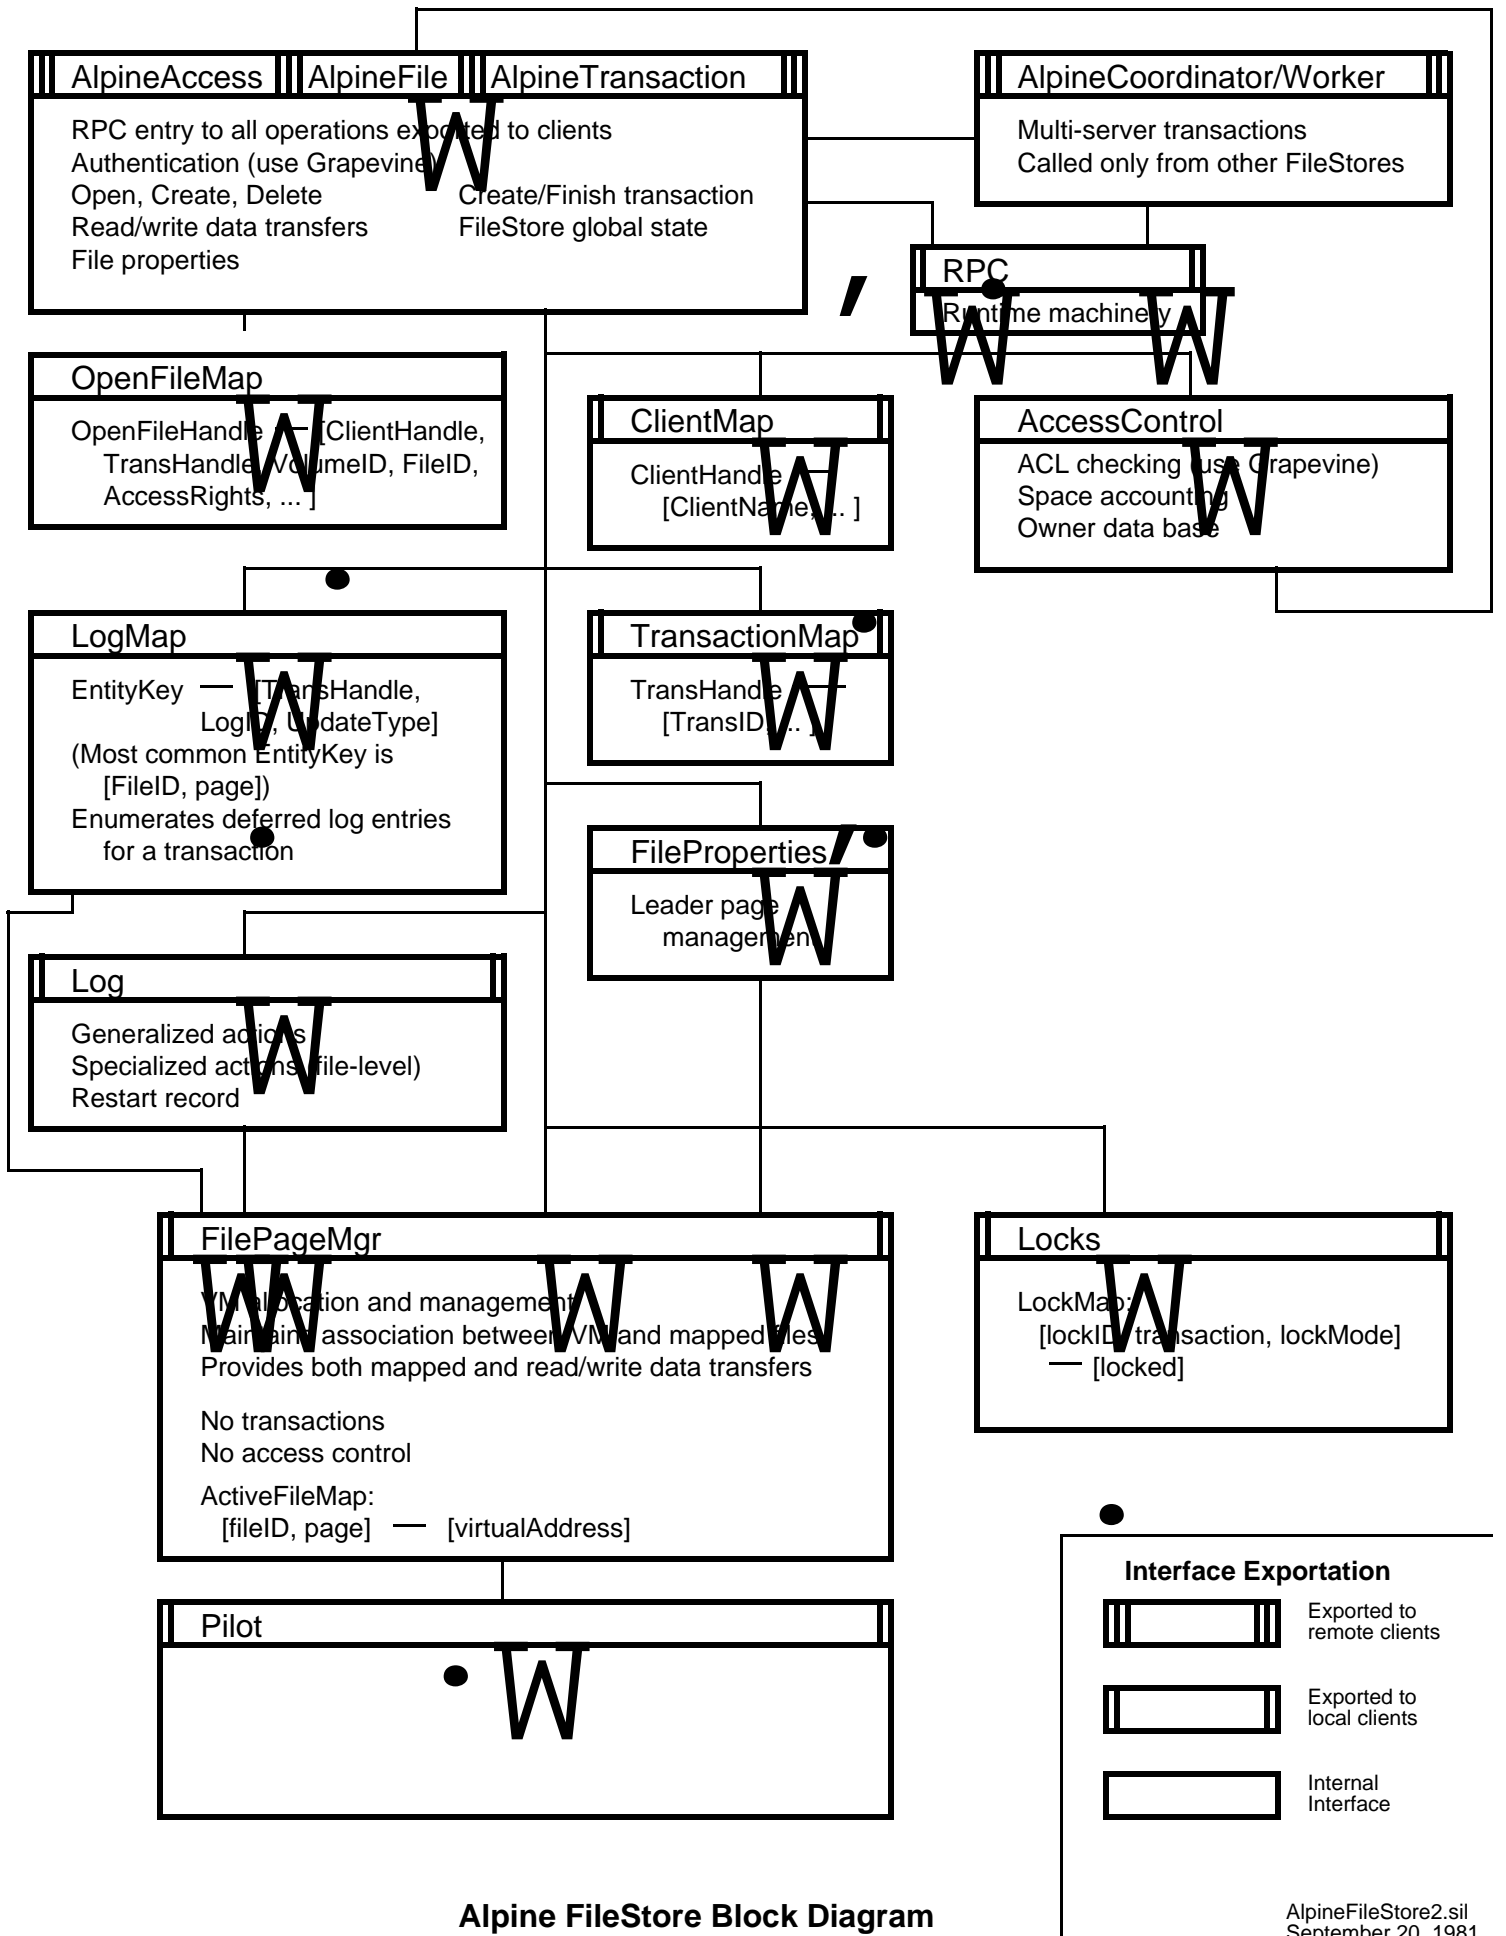 AlpineAccess AlpineFile AlpineTransaction
RPC entry to all operations exported to clients
Authentication (use Grapevine)
Open, Create, Delete
Read/write data transfers
File properties
Create/Finish transaction
FileStore global state
AlpineCoordinator/Worker
Multi-server transactions
Called only from other FileStores
RPC
Runtime machinery
OpenFileMap
OpenFileHandle — [ClientHandle,
TransHandle, VolumeID, FileID,
AccessRights, ... ]
ClientMap
ClientHandle —
[ClientName, ... ]
AccessControl
ACL checking (use Grapevine)
Space accounting
Owner data base
LogMap
EntityKey — [TransHandle,
LogID, UpdateType]
(Most common EntityKey is
[FileID, page])
Enumerates deferred log entries
for a transaction
TransactionMap
TransHandle —
[TransID, ... ]
FileProperties
Leader page
management
Log
Generalized actions
Specialized actions (file-level)
Restart record
FilePageMgr
VM allocation and management
Maintains association between VM and mapped files
Provides both mapped and read/write data transfers
No transactions
No access control
ActiveFileMap:
[fileID, page] — [virtualAddress]
Locks
LockMap:
[lockID, transaction, lockMode]
— [locked]
Pilot
Interface Exportation
Exported to
remote clients
Exported to
local clients
Internal
Interface
Alpine FileStore Block Diagram
AlpineFileStore2.sil
September 20, 1981